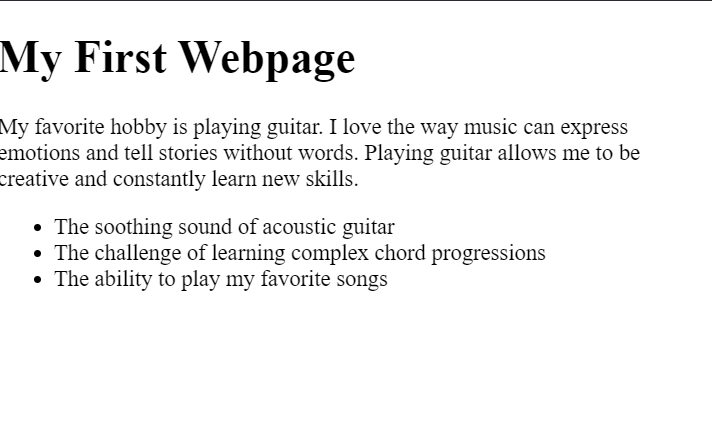 My First Webpage
My favorite hobby is playing guitar. I love the way music can express
emotions and tell stories without words. Playing guitar allows me to be
creative and constantly learn new skills.
The soothing sound of acoustic guitar
The challenge of learning complex chord progressions
The ability to play my favorite songs